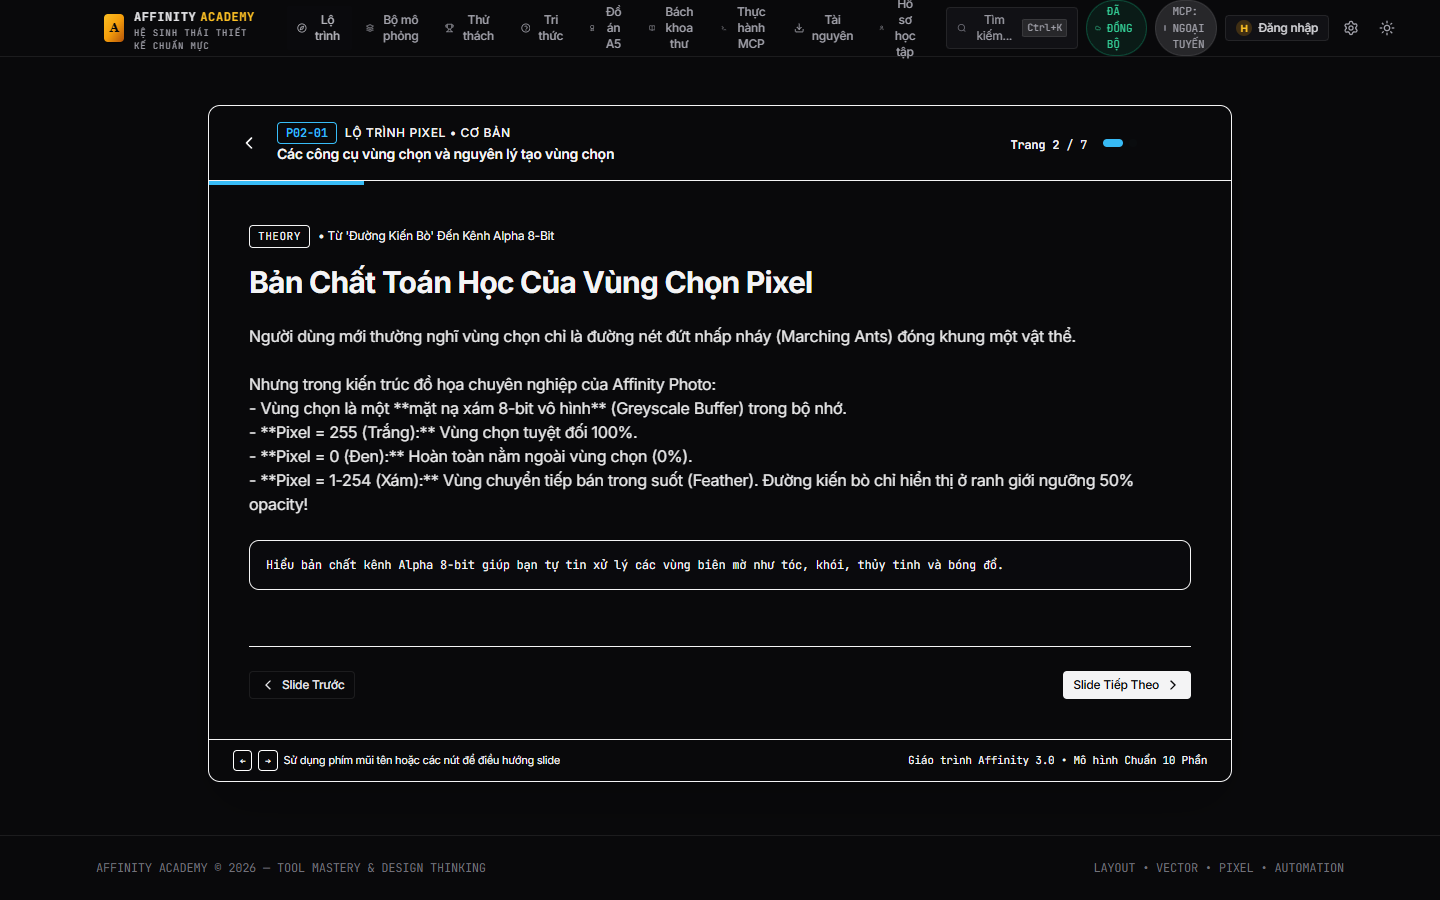 A
AFFINITY ACADEMY
HỆ SINH THÁI THIẾT
KẾ CHUẨN MỰC
Lộ
trình
Bộ mô
phỏng
Thử
thách
Tri
thức
Đồ
án
A5
Bách
khoa
thư
Thực
hành
MCP
Tài
nguyên
Hồ
sơ
học
tập
Tìm
kiếm...
Ctrl+K
ĐÃ
ĐỒNG
BỘ
MCP:
NGOẠI
TUYẾN
H
Đăng nhập
P02-01 LỘ TRÌNH PIXEL • CƠ BẢN
Các công cụ vùng chọn và nguyên lý tạo vùng chọn
Trang 2 / 7
THEORY • Từ 'Đường Kiến Bò' Đến Kênh Alpha 8-Bit
Bản Chất Toán Học Của Vùng Chọn Pixel
Người dùng mới thường nghĩ vùng chọn chỉ là đường nét đứt nhấp nháy (Marching Ants) đóng khung một vật thể.
Nhưng trong kiến trúc đồ họa chuyên nghiệp của Affinity Photo:
- Vùng chọn là một **mặt nạ xám 8-bit vô hình** (Greyscale Buffer) trong bộ nhớ.
- **Pixel = 255 (Trắng):** Vùng chọn tuyệt đối 100%.
- **Pixel = 0 (Đen):** Hoàn toàn nằm ngoài vùng chọn (0%).
- **Pixel = 1-254 (Xám):** Vùng chuyển tiếp bán trong suốt (Feather). Đường kiến bò chỉ hiển thị ở ranh giới ngưỡng 50%
opacity!
Hiểu bản chất kênh Alpha 8-bit giúp bạn tự tin xử lý các vùng biên mờ như tóc, khói, thủy tinh và bóng đổ.
Slide Trước
Slide Tiếp Theo
← → Sử dụng phím mũi tên hoặc các nút để điều hướng slide
Giáo trình Affinity 3.0 • Mô hình Chuẩn 10 Phần
AFFINITY ACADEMY © 2026 — TOOL MASTERY & DESIGN THINKING
LAYOUT • VECTOR • PIXEL • AUTOMATION